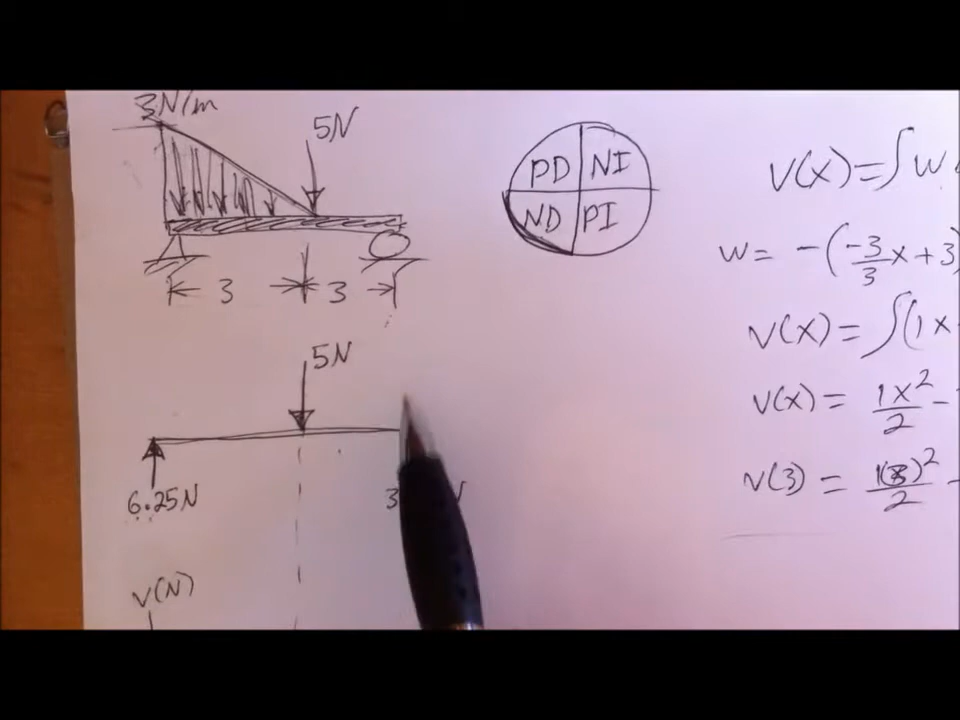 3N/m
5N
3
3
PD NI
ND PI
5N
6.25N
3
V(N)
V(x)=∫w
w= -(-3/3x+3)
V(x)=∫(1x
V(x)= 1x²/2 -
V(3) = 1(3)²/2 -